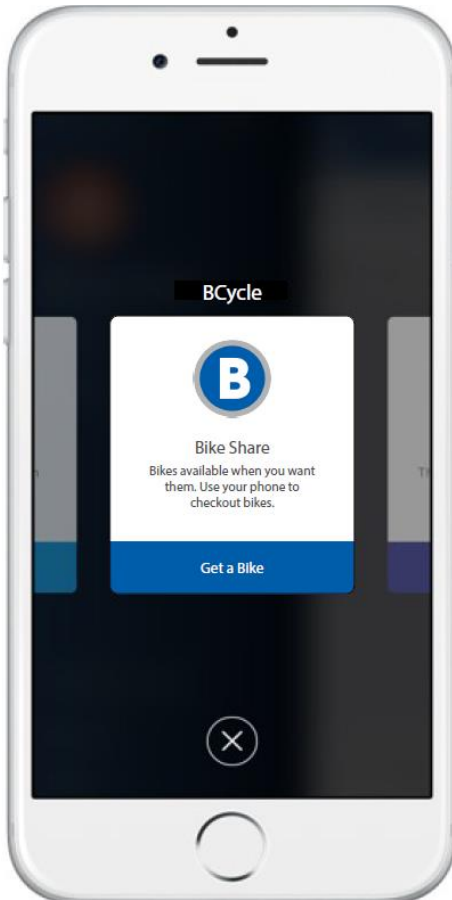 BCycle
B
Bike Share
Bikes available when you want
them. Use your phone to
checkout bikes.
Get a Bike